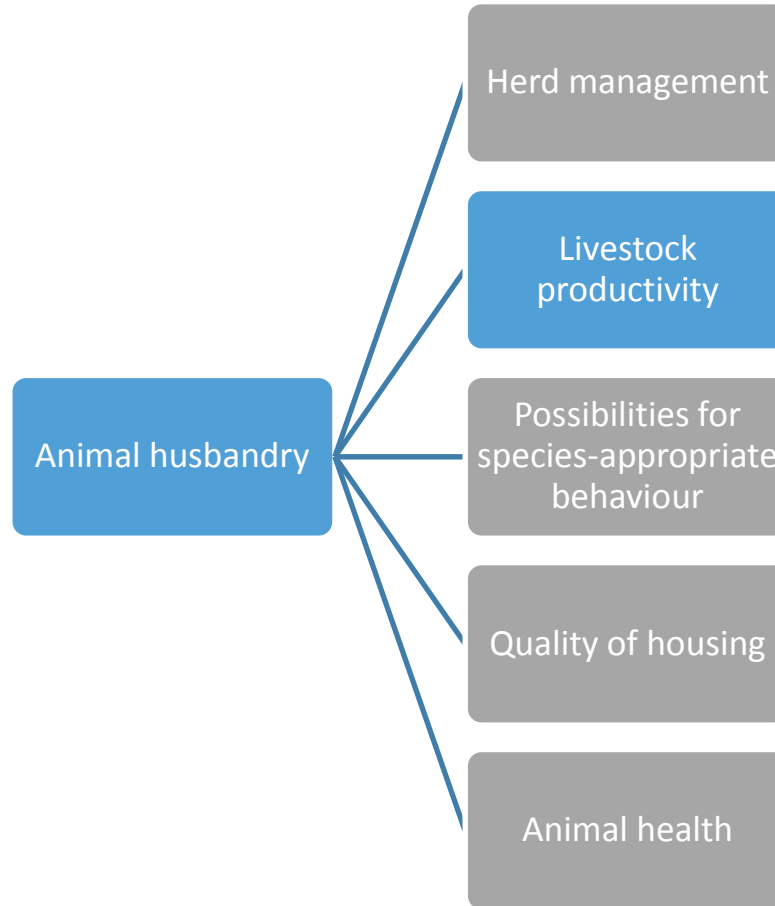 Herd management
Livestock
productivity
Animal husbandry
Possibilities for
species-appropriate
behaviour
Quality of housing
Animal health